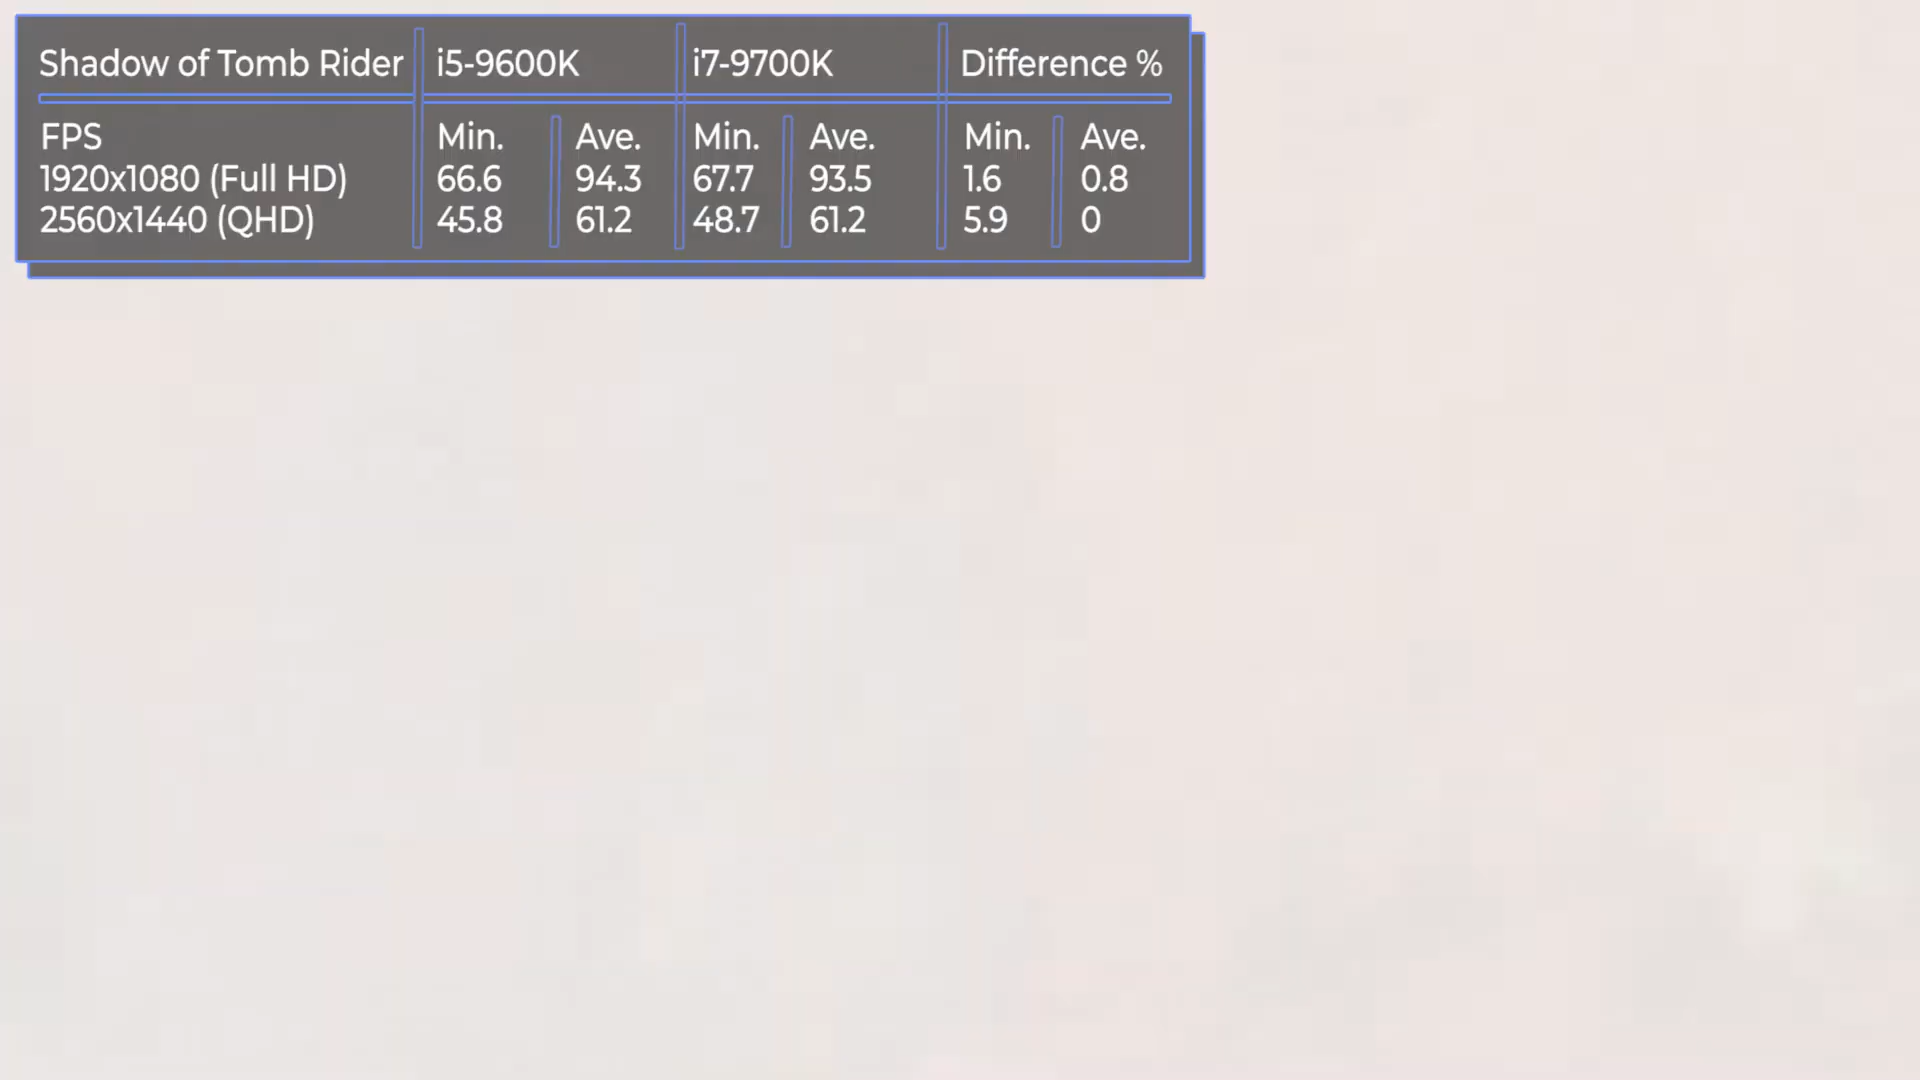 Shadow of Tomb Rider i5-9600K i7-9700K Difference %
FPS Min. Ave. Min. Ave. Min. Ave.
1920x1080 (Full HD) 66.6 94.3 67.7 93.5 1.6 0.8
2560x1440 (QHD) 45.8 61.2 48.7 61.2 5.9 0